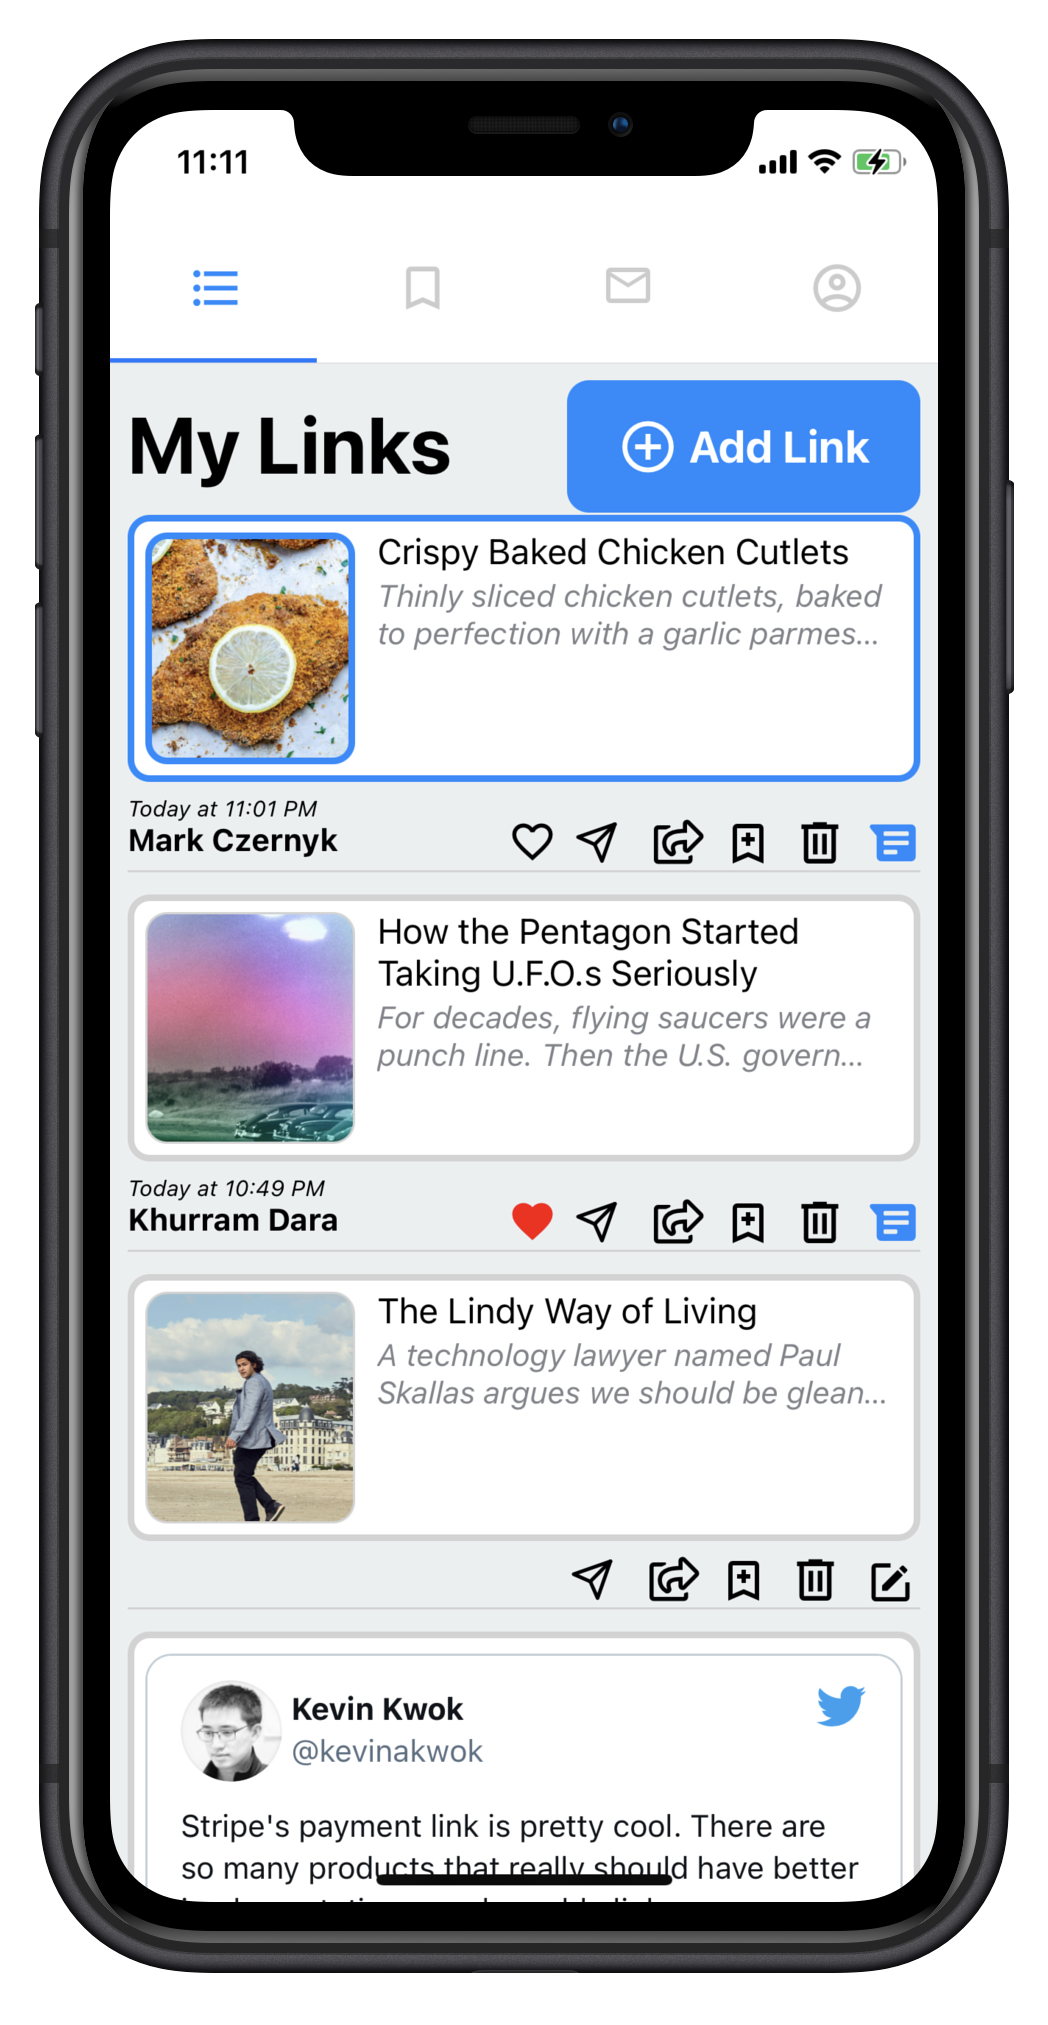 11:11
My Links
Add Link
Crispy Baked Chicken Cutlets
Thinly sliced chicken cutlets, baked
to perfection with a garlic parmes...
Today at 11:01 PM
Mark Czernyk
How the Pentagon Started
Taking U.F.O.s Seriously
For decades, flying saucers were a
punch line. Then the U.S. govern...
Today at 10:49 PM
Khurram Dara
The Lindy Way of Living
A technology lawyer named Paul
Skallas argues we should be glean...
Kevin Kwok
@kevinakwok
Stripe's payment link is pretty cool. There are
so many products that really should have better